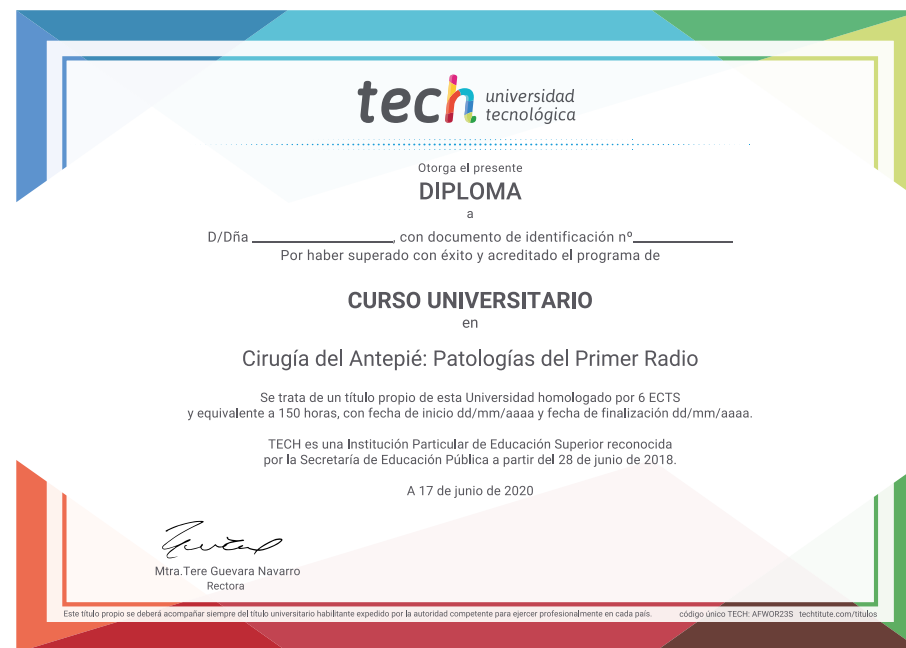 tech universidad
tecnológica
Otorga el presente
DIPLOMA
a
D/Dña ____________________, con documento de identificación nº______________
Por haber superado con éxito y acreditado el programa de
CURSO UNIVERSITARIO
en
Cirugía del Antepié: Patologías del Primer Radio
Se trata de un título propio de esta Universidad homologado por 6 ECTS
y equivalente a 150 horas, con fecha de inicio dd/mm/aaaa y fecha de finalización dd/mm/aaaa.
TECH es una Institución Particular de Educación Superior reconocida
por la Secretaría de Educación Pública a partir del 28 de junio de 2018.
A 17 de junio de 2020
Mtra.Tere Guevara Navarro
Rectora
Este título propio se deberá acompañar siempre del título universitario habilitante expedido por la autoridad competente para ejercer profesionalmente en cada país. código único TECH: AFWOR23S techtitute.com/titulos